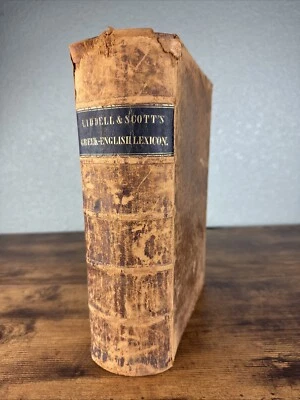 LIDDELL & SCOTT'S
GREEK-ENGLISH LEXICON.